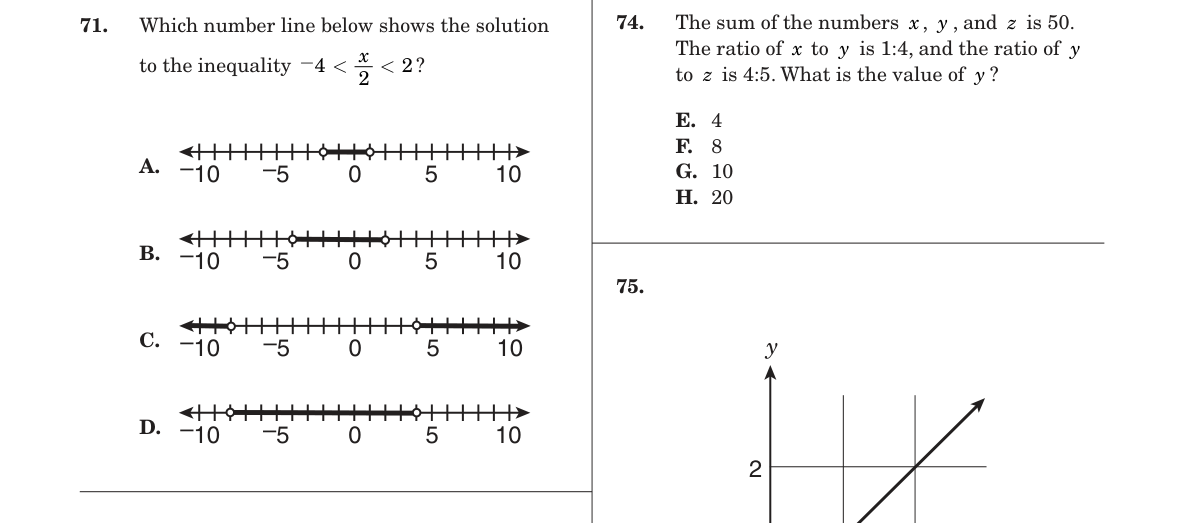 71. Which number line below shows the solution
to the inequality −4 < x/2 < 2?
A. −10 −5 0 5 10
B. −10 −5 0 5 10
C. −10 −5 0 5 10
D. −10 −5 0 5 10
74. The sum of the numbers x, y, and z is 50.
The ratio of x to y is 1:4, and the ratio of y
to z is 4:5. What is the value of y?
E. 4
F. 8
G. 10
H. 20
75.
y
2